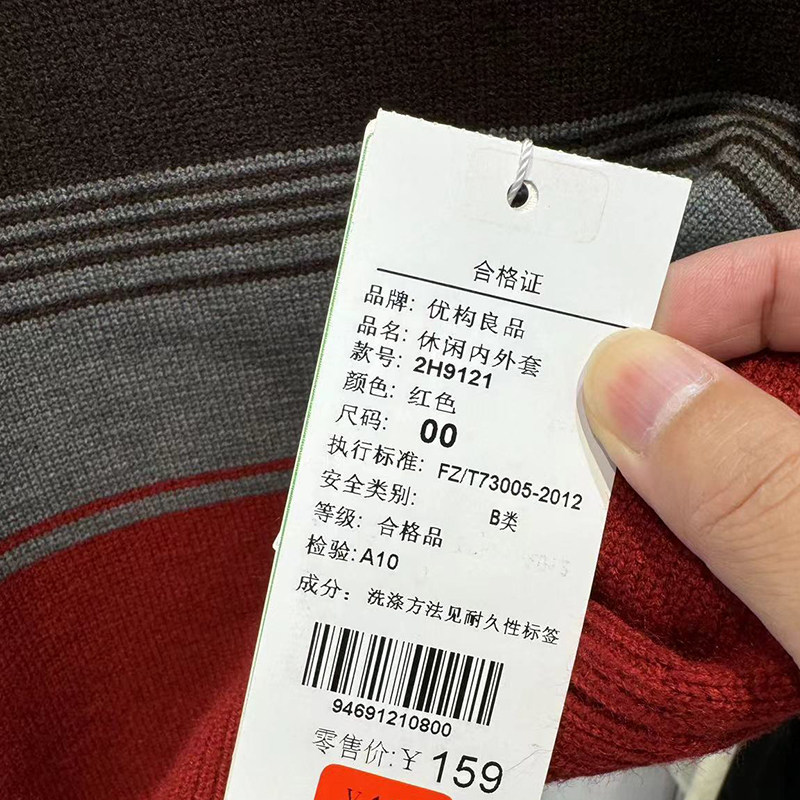 合格证
品牌: 优构良品
品名: 休闲内外套
款号: 2H9121
颜色: 红色
尺码: 00
执行标准: FZ/T73005-2012
安全类别: B类
等级: 合格品
检验: A10
成分: 洗涤方法见耐久性标签
94691210800
零售价: ¥ 159
¥